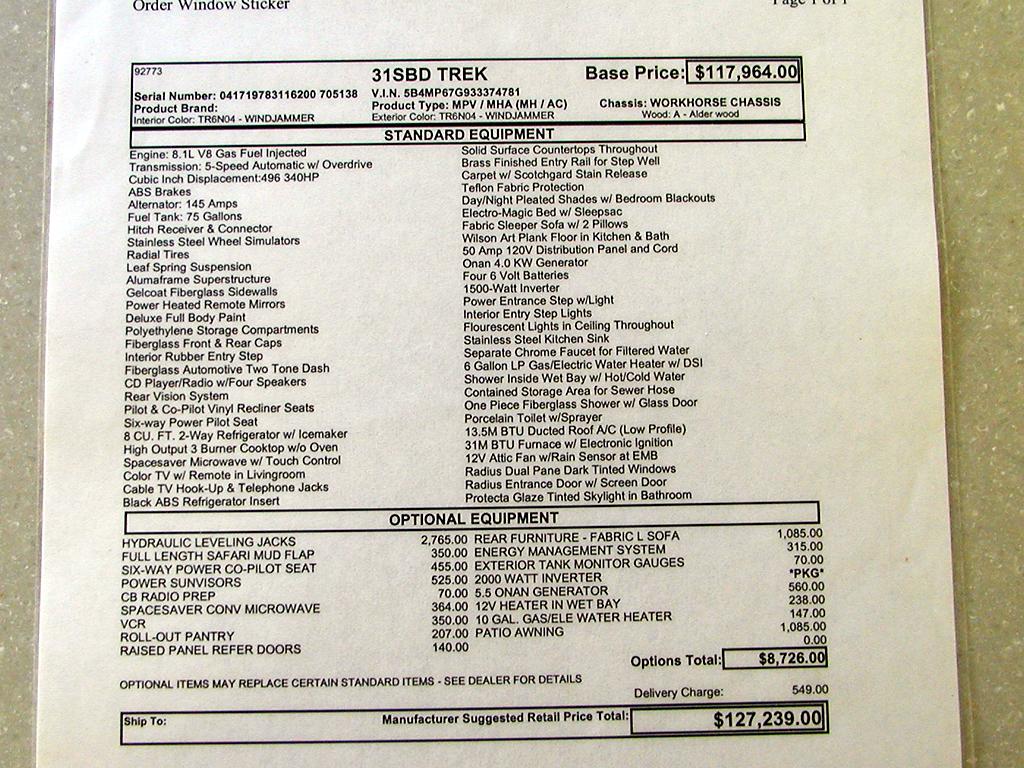 Order Window Sticker Page 1 of 1
92773
31SBD TREK
Base Price: $117,964.00
Serial Number: 041719783116200 705138
V.I.N. 5B4MP67G933374781
Product Brand:
Product Type: MPV / MHA (MH / AC)
Chassis: WORKHORSE CHASSIS
Interior Color: TR6N04 - WINDJAMMER
Exterior Color: TR6N04 - WINDJAMMER
Wood: A - Alder wood
STANDARD EQUIPMENT
Engine: 8.1L V8 Gas Fuel Injected
Transmission: 5-Speed Automatic w/ Overdrive
Cubic Inch Displacement:496 340HP
ABS Brakes
Alternator: 145 Amps
Fuel Tank: 75 Gallons
Hitch Receiver & Connector
Stainless Steel Wheel Simulators
Radial Tires
Leaf Spring Suspension
Alumaframe Superstructure
Gelcoat Fiberglass Sidewalls
Power Heated Remote Mirrors
Deluxe Full Body Paint
Polyethylene Storage Compartments
Fiberglass Front & Rear Caps
Interior Rubber Entry Step
Fiberglass Automotive Two Tone Dash
CD Player/Radio w/Four Speakers
Rear Vision System
Pilot & Co-Pilot Vinyl Recliner Seats
Six-way Power Pilot Seat
8 CU. FT. 2-Way Refrigerator w/ Icemaker
High Output 3 Burner Cooktop w/o Oven
Spacesaver Microwave w/ Touch Control
Color TV w/ Remote in Livingroom
Cable TV Hook-Up & Telephone Jacks
Black ABS Refrigerator Insert
Solid Surface Countertops Throughout
Brass Finished Entry Rail for Step Well
Carpet w/ Scotchgard Stain Release
Teflon Fabric Protection
Day/Night Pleated Shades w/ Bedroom Blackouts
Electro-Magic Bed w/ Sleepsac
Fabric Sleeper Sofa w/ 2 Pillows
Wilson Art Plank Floor in Kitchen & Bath
50 Amp 120V Distribution Panel and Cord
Onan 4.0 KW Generator
Four 6 Volt Batteries
1500-Watt Inverter
Power Entrance Step w/Light
Interior Entry Step Lights
Flourescent Lights in Ceiling Throughout
Stainless Steel Kitchen Sink
Separate Chrome Faucet for Filtered Water
6 Gallon LP Gas/Electric Water Heater w/ DSI
Shower Inside Wet Bay w/ Hot/Cold Water
Contained Storage Area for Sewer Hose
One Piece Fiberglass Shower w/ Glass Door
Porcelain Toilet w/Sprayer
13.5M BTU Ducted Roof A/C (Low Profile)
31M BTU Furnace w/ Electronic Ignition
12V Attic Fan w/Rain Sensor at EMB
Radius Dual Pane Dark Tinted Windows
Radius Entrance Door w/ Screen Door
Protecta Glaze Tinted Skylight in Bathroom
OPTIONAL EQUIPMENT
HYDRAULIC LEVELING JACKS 2,765.00
FULL LENGTH SAFARI MUD FLAP 350.00
SIX-WAY POWER CO-PILOT SEAT 455.00
POWER SUNVISORS 525.00
CB RADIO PREP 70.00
SPACESAVER CONV MICROWAVE 364.00
VCR 350.00
ROLL-OUT PANTRY 207.00
RAISED PANEL REFER DOORS 140.00
REAR FURNITURE - FABRIC L SOFA 1,085.00
ENERGY MANAGEMENT SYSTEM 315.00
EXTERIOR TANK MONITOR GAUGES 70.00
2000 WATT INVERTER *PKG*
5.5 ONAN GENERATOR 560.00
12V HEATER IN WET BAY 238.00
10 GAL. GAS/ELE WATER HEATER 147.00
PATIO AWNING 1,085.00
0.00
Options Total: $8,726.00
OPTIONAL ITEMS MAY REPLACE CERTAIN STANDARD ITEMS - SEE DEALER FOR DETAILS
Delivery Charge: 549.00
Ship To:
Manufacturer Suggested Retail Price Total: $127,239.00